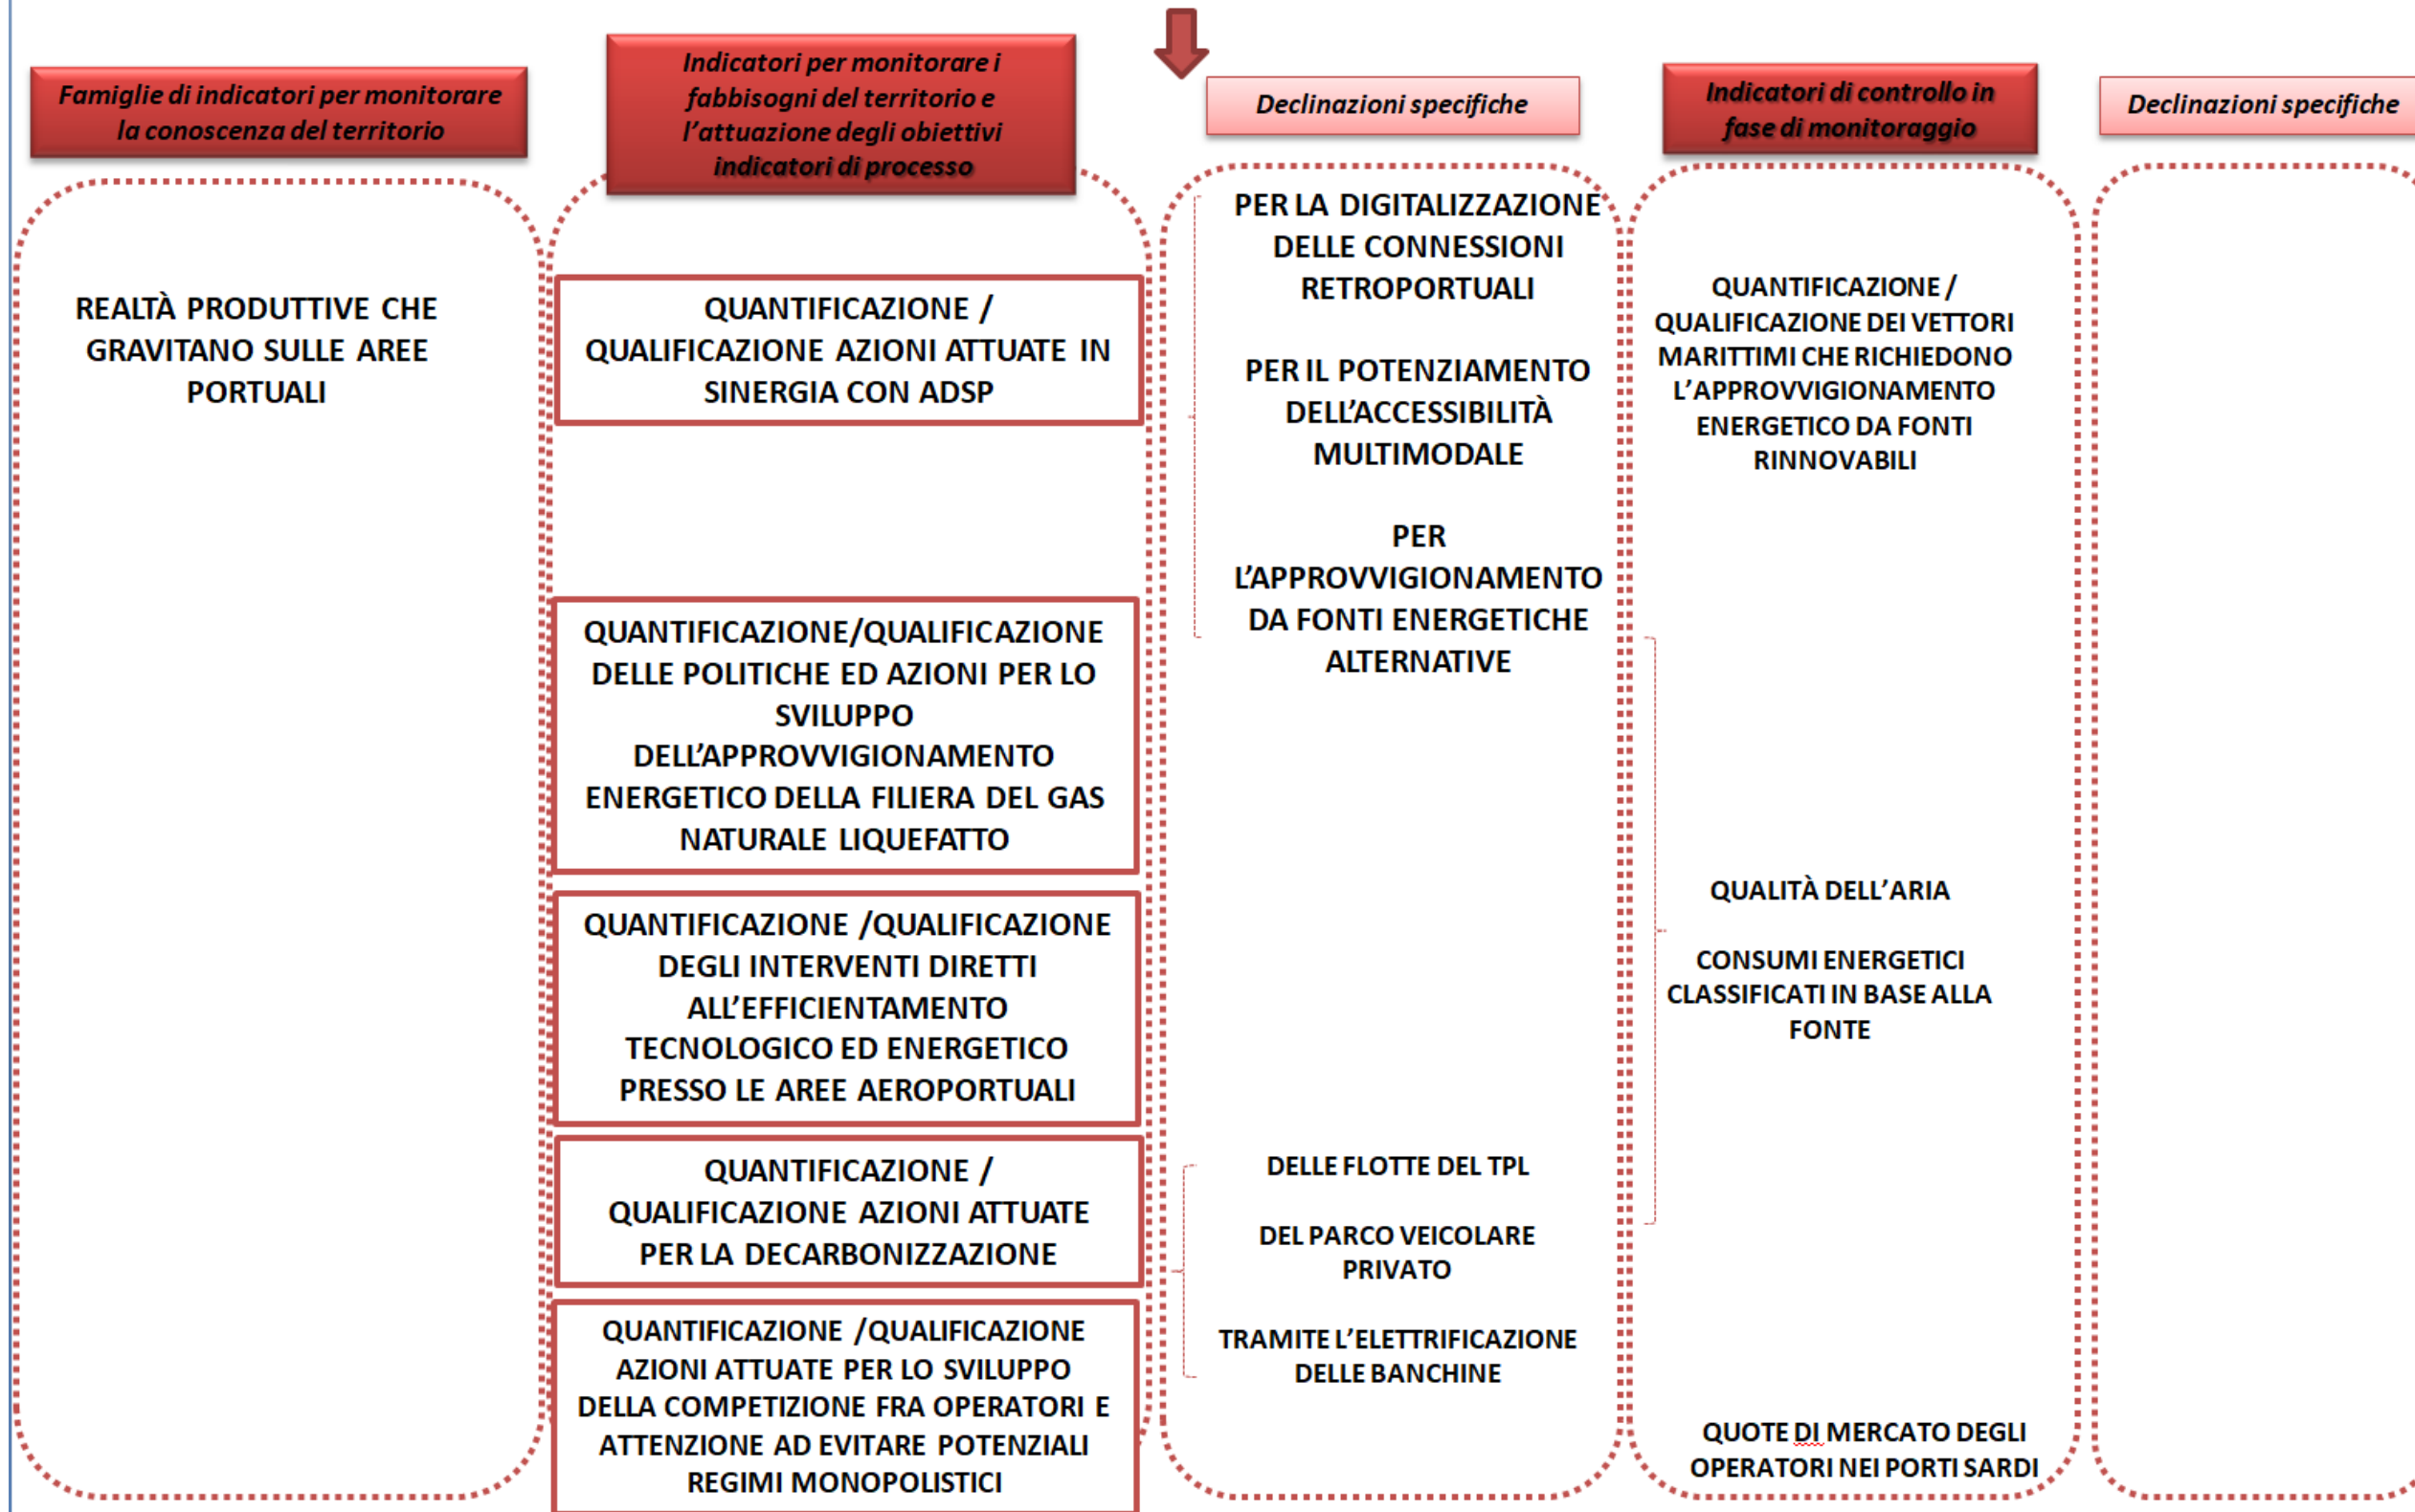 Famiglie di indicatori per monitorare
la conoscenza del territorio
Indicatori per monitorare i
fabbisogni del territorio e
l’attuazione degli obiettivi
indicatori di processo
Declinazioni specifiche
Indicatori di controllo in
fase di monitoraggio
Declinazioni specifiche
REALTÀ PRODUTTIVE CHE
GRAVITANO SULLE AREE
PORTUALI
QUANTIFICAZIONE /
QUALIFICAZIONE AZIONI ATTUATE IN
SINERGIA CON ADSP
QUANTIFICAZIONE/QUALIFICAZIONE
DELLE POLITICHE ED AZIONI PER LO
SVILUPPO
DELL’APPROVVIGIONAMENTO
ENERGETICO DELLA FILIERA DEL GAS
NATURALE LIQUEFATTO
QUANTIFICAZIONE /QUALIFICAZIONE
DEGLI INTERVENTI DIRETTI
ALL’EFFICIENTAMENTO
TECNOLOGICO ED ENERGETICO
PRESSO LE AREE AEROPORTUALI
QUANTIFICAZIONE /
QUALIFICAZIONE AZIONI ATTUATE
PER LA DECARBONIZZAZIONE
QUANTIFICAZIONE /QUALIFICAZIONE
AZIONI ATTUATE PER LO SVILUPPO
DELLA COMPETIZIONE FRA OPERATORI E
ATTENZIONE AD EVITARE POTENZIALI
REGIMI MONOPOLISTICI
PER LA DIGITALIZZAZIONE
DELLE CONNESSIONI
RETROPORTUALI
PER IL POTENZIAMENTO
DELL’ACCESSIBILITÀ
MULTIMODALE
PER
L’APPROVVIGIONAMENTO
DA FONTI ENERGETICHE
ALTERNATIVE
DELLE FLOTTE DEL TPL
DEL PARCO VEICOLARE
PRIVATO
TRAMITE L’ELETTRIFICAZIONE
DELLE BANCHINE
QUANTIFICAZIONE /
QUALIFICAZIONE DEI VETTORI
MARITTIMI CHE RICHIEDONO
L’APPROVVIGIONAMENTO
ENERGETICO DA FONTI
RINNOVABILI
QUALITÀ DELL’ARIA
CONSUMI ENERGETICI
CLASSIFICATI IN BASE ALLA
FONTE
QUOTE DI MERCATO DEGLI
OPERATORI NEI PORTI SARDI